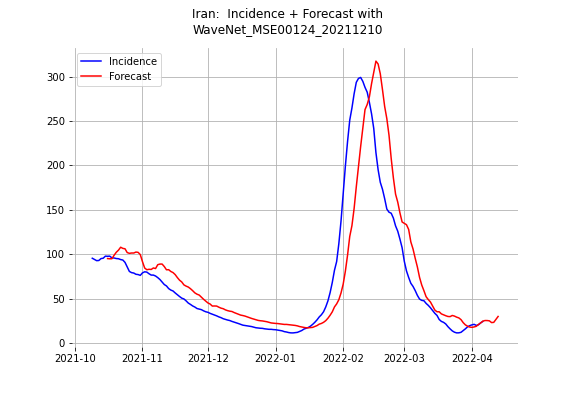 Iran:  Incidence + Forecast with
WaveNet_MSE00124_20211210
Incidence
Forecast
300
250
200
150
100
50
0
2021-10 2021-11 2021-12 2022-01 2022-02 2022-03 2022-04